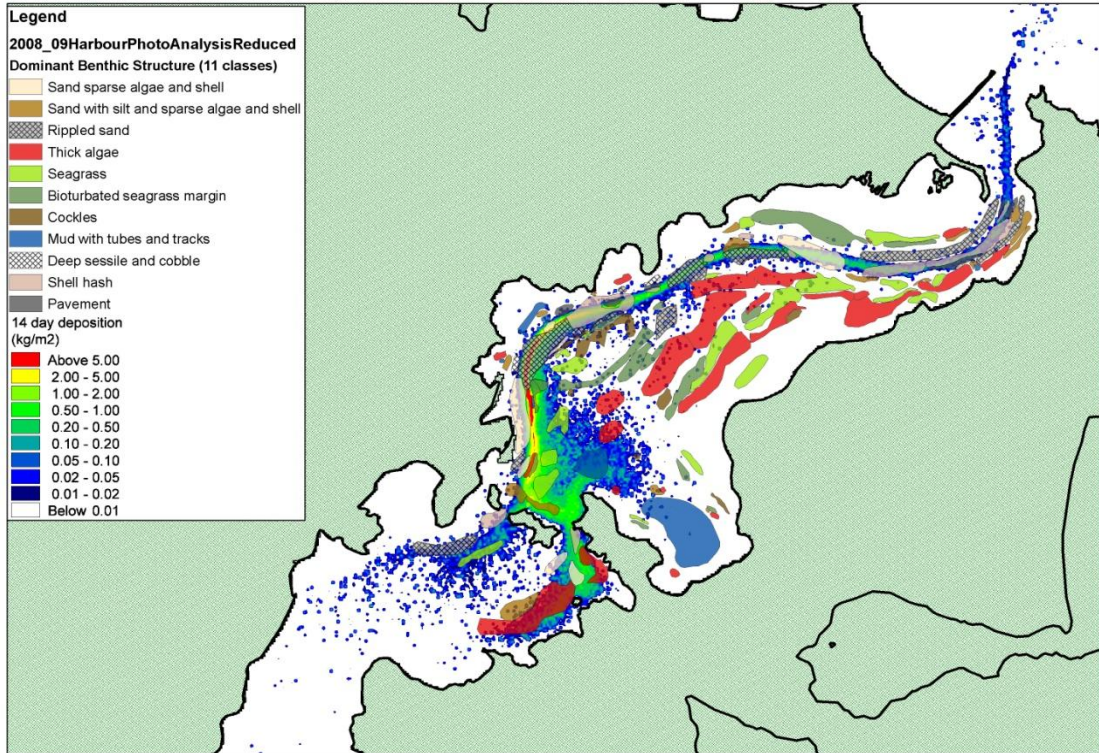 Legend
2008_09HarbourPhotoAnalysisReduced
Dominant Benthic Structure (11 classes)
Sand sparse algae and shell
Sand with silt and sparse algae and shell
Rippled sand
Thick algae
Seagrass
Bioturbated seagrass margin
Cockles
Mud with tubes and tracks
Deep sessile and cobble
Shell hash
Pavement
14 day deposition
(kg/m2)
Above 5.00
2.00 - 5.00
1.00 - 2.00
0.50 - 1.00
0.20 - 0.50
0.10 - 0.20
0.05 - 0.10
0.02 - 0.05
0.01 - 0.02
Below 0.01